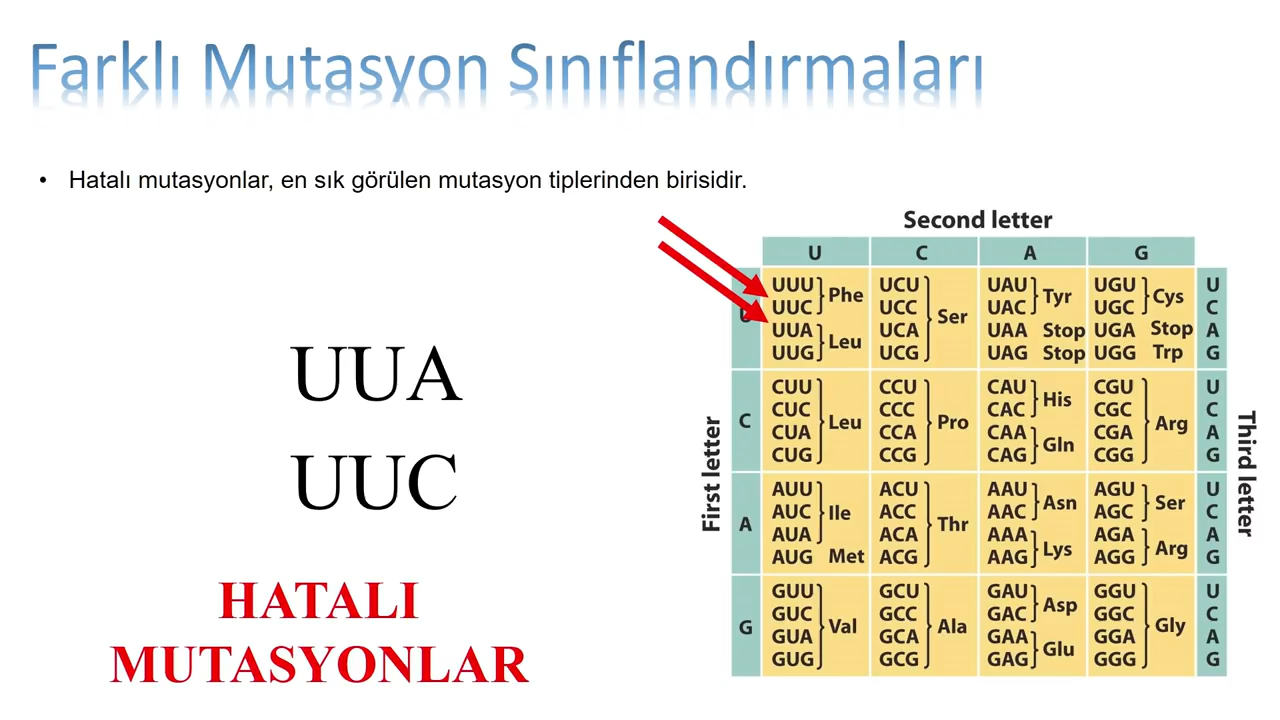 Farklı Mutasyon Sınıflandırmaları
• Hatalı mutasyonlar, en sık görülen mutasyon tiplerinden birisidir.
UUA
UUC
HATALI
MUTASYONLAR
Second letter
U C A G
First letter
Third letter
U
UUU UUC Phe
UUA UUG Leu
UCU UCC UCA UCG Ser
UAU UAC Tyr
UAA Stop
UAG Stop
UGU UGC Cys
UGA Stop
UGG Trp
U C A G
C
CUU CUC CUA CUG Leu
CCU CCC CCA CCG Pro
CAU CAC His
CAA CAG Gln
CGU CGC CGA CGG Arg
U C A G
A
AUU AUC AUA Ile
AUG Met
ACU ACC ACA ACG Thr
AAU AAC Asn
AAA AAG Lys
AGU AGC Ser
AGA AGG Arg
U C A G
G
GUU GUC GUA GUG Val
GCU GCC GCA GCG Ala
GAU GAC Asp
GAA GAG Glu
GGU GGC GGA GGG Gly
U C A G